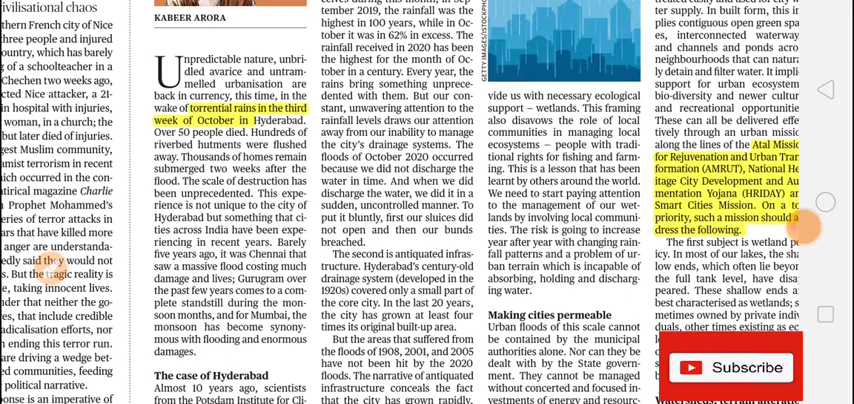 ivilisational chaos
thern French city of Nice
three people and injured
ountry, which has barely
g of a schoolteacher in a
Chechen two weeks ago,
cted Nice attacker, a 21-
in hospital with injuries,
woman, in a church; the
but later died of injuries.
gest Muslim community,
amist terrorism in recent
hich occurred in the con-
atirical magazine Charlie
Prophet Mohammed's
eries of terror attacks in
ars that have killed more
anger are understanda-
edly said they would not
s. But the tragic reality is
e, taking innocent lives.
nder that neither the go-
res, that include credible
adicalisation efforts, nor
n ending this terror run.
are driving a wedge bet-
ed communities, feeding
political narrative.
onse is an imperative of
KABEER ARORA
Unpredictable nature, unbri-
dled avarice and untram-
melled urbanisation are
back in currency, this time, in the
wake of torrential rains in the third
week of October in Hyderabad.
Over 50 people died. Hundreds of
riverbed hutments were flushed
away. Thousands of homes remain
submerged two weeks after the
flood. The scale of destruction has
been unprecedented. This expe-
rience is not unique to the city of
Hyderabad but something that ci-
ties across India have been expe-
riencing in recent years. Barely
five years ago, it was Chennai that
saw a massive flood costing much
damage and lives; Gurugram over
the past few years comes to a com-
plete standstill during the mon-
soon months, and for Mumbai, the
monsoon has become synony-
mous with flooding and enormous
damages.
The case of Hyderabad
Almost 10 years ago, scientists
from the Potsdam Institute for Cli-
tember 2019, the rainfall was the
highest in 100 years, while in Oc-
tober it was in 62% in excess. The
rainfall received in 2020 has been
the highest for the month of Oc-
tober in a century. Every year, the
rains bring something unprece-
dented with them. But our con-
stant, unwavering attention to the
rainfall levels draws our attention
away from our inability to manage
the city's drainage systems. The
floods of October 2020 occurred
because we did not discharge the
water in time. And when we did
discharge the water, we did it in a
sudden, uncontrolled manner. To
put it bluntly, first our sluices did
not open and then our bunds
breached.
The second is antiquated infras-
tructure. Hyderabad's century-old
drainage system (developed in the
1920s) covered only a small part of
the core city. In the last 20 years,
the city has grown at least four
times its original built-up area.
But the areas that suffered from
the floods of 1908, 2001, and 2005
have not been hit by the 2020
floods. The narrative of antiquated
infrastructure conceals the fact
that the city has grown rapidly,
GETTY IMAGES/ISTOCKPHO
vide us with necessary ecological
support – wetlands. This framing
also disavows the role of local
communities in managing local
ecosystems – people with tradi-
tional rights for fishing and farm-
ing. This is a lesson that has been
learnt by others around the world.
We need to start paying attention
to the management of our wet-
lands by involving local communi-
ties. The risk is going to increase
year after year with changing rain-
fall patterns and a problem of ur-
ban terrain which is incapable of
absorbing, holding and discharg-
ing water.
Making cities permeable
Urban floods of this scale cannot
be contained by the municipal
authorities alone. Nor can they be
dealt with by the State govern-
ment. They cannot be managed
without concerted and focused in-
vestments of energy and resourc-
ter supply. In built form, this im
plies contiguous open green spa
es, interconnected waterway
and channels and ponds acro
neighbourhoods that can natura
ly detain and filter water. It impli
support for urban ecosystem
bio-diversity and newer cultur
and recreational opportunitie
These can all be delivered effe
tively through an urban missio
along the lines of the Atal Missio
for Rejuvenation and Urban Tran
formation (AMRUT), National He
itage City Development and Au
mentation Yojana (HRIDAY) an
Smart Cities Mission. On a to
priority, such a mission should a
dress the following.
The first subject is wetland po
icy. In most of our lakes, the sha
low ends, which often lie beyon
the full tank level, have disap
peared. These shallow ends a
best characterised as wetlands; s
metimes owned by private indiv
duals, other times existing as ec
Subscribe